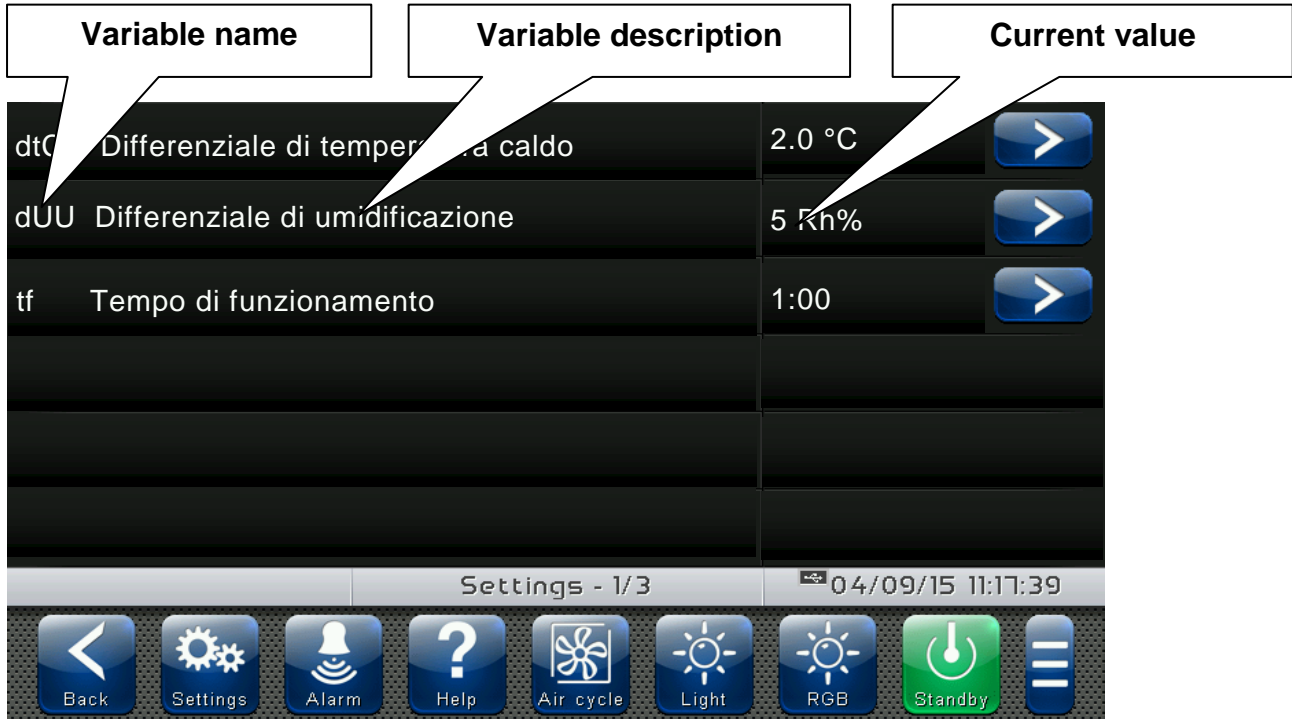 Variable name
Variable description
Current value
Differenziale di caldo
2.0 °C
dUU Differenziale di umidificazione
5 Rh%
tf Tempo di funzionamento
1:00
Settings - 1/3
04/09/15 11:17:39
Back
Settings
Alarm
Help
Air cycle
Light
RGB
Standby